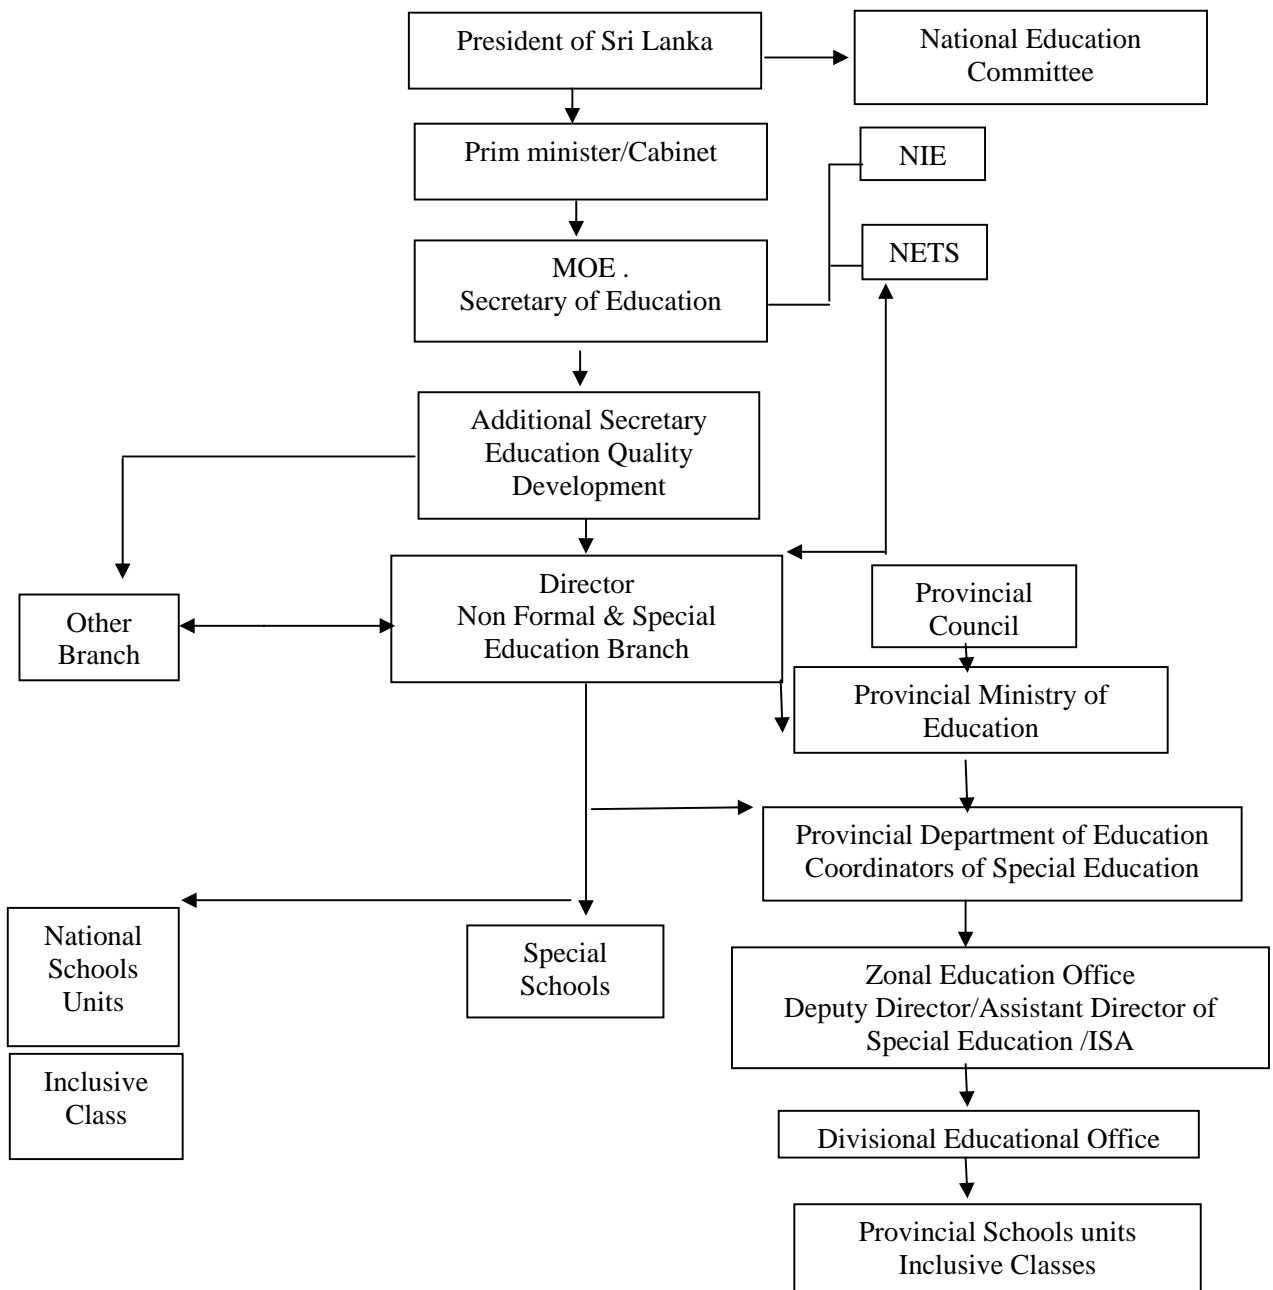 President of Sri Lanka
National Education
Committee
Prim minister/Cabinet
NIE
MOE .
Secretary of Education
NETS
Additional Secretary
Education Quality
Development
Director
Non Formal & Special
Education Branch
Other
Branch
Provincial
Council
Provincial Ministry of
Education
Provincial Department of Education
Coordinators of Special Education
National
Schools
Units
Special
Schools
Zonal Education Office
Deputy Director/Assistant Director of
Special Education /ISA
Inclusive
Class
Divisional Educational Office
Provincial Schools units
Inclusive Classes